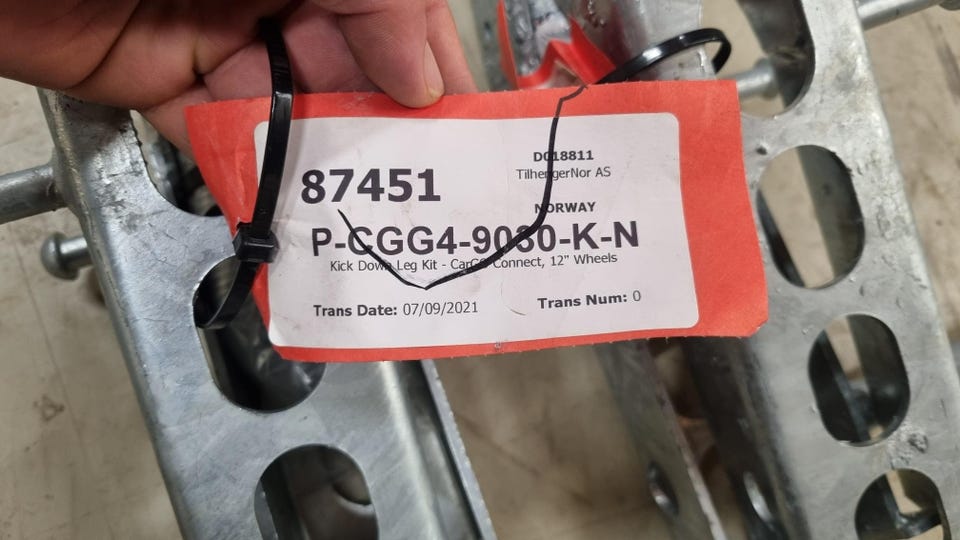 87451
D018811
TilhengerNor AS
NORWAY
P-CGG4-9080-K-N
Kick Down Leg Kit - CarGO Connect, 12" Wheels
Trans Date: 07/09/2021
Trans Num: 0